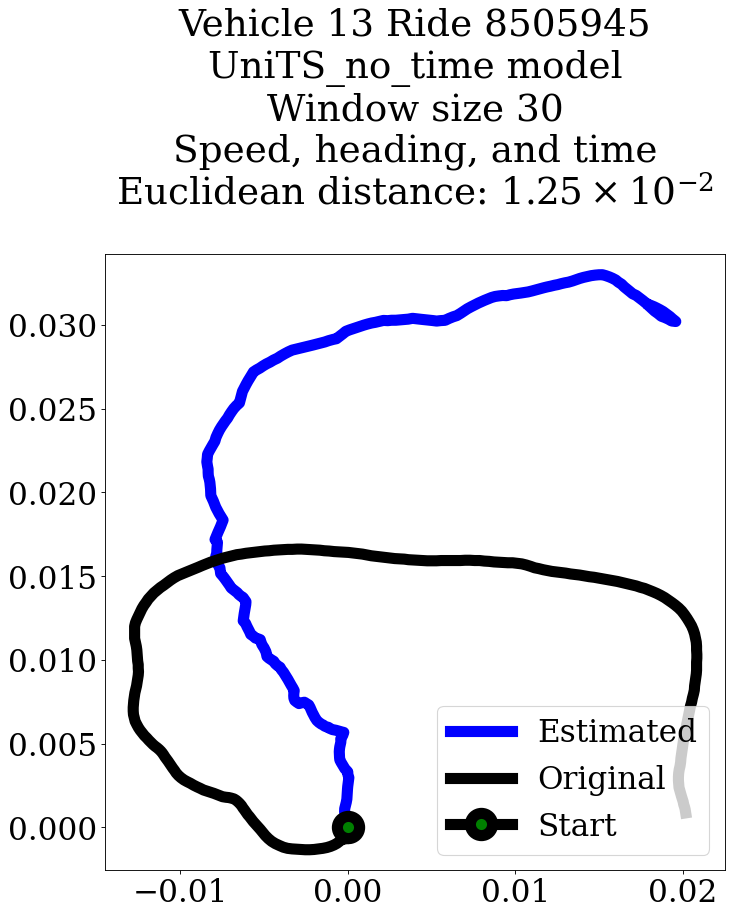 Vehicle 13 Ride 8505945
UniTS_no_time model
Window size 30
Speed, heading, and time
Euclidean distance: 1.25 × 10⁻²
0.030
0.025
0.020
0.015
0.010
0.005
0.000
−0.01
0.00
0.01
0.02
Estimated
Original
Start